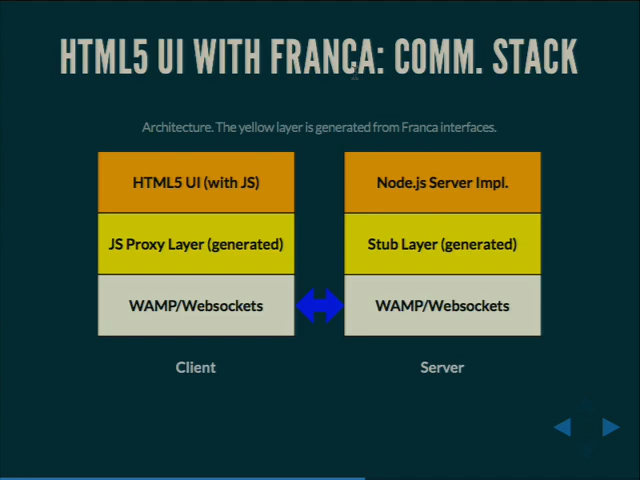 HTML5 UI WITH FRANCA: COMM. STACK
Architecture. The yellow layer is generated from Franca interfaces.
HTML5 UI (with JS)
Node.js Server Impl.
JS Proxy Layer (generated)
Stub Layer (generated)
WAMP/Websockets
WAMP/Websockets
Client
Server